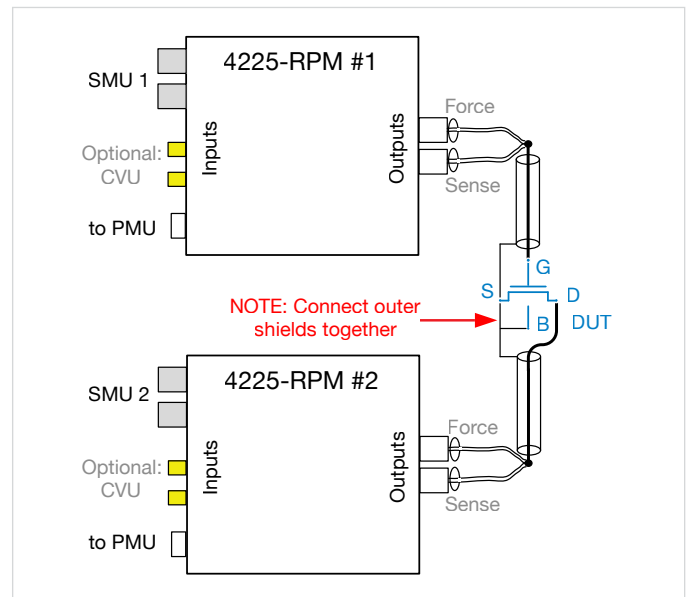 4225-RPM #1
SMU 1
Inputs
Outputs
Force
Sense
Optional:
CVU
to PMU
G
S
D
B
DUT
NOTE: Connect outer
shields together
4225-RPM #2
SMU 2
Inputs
Outputs
Force
Sense
Optional:
CVU
to PMU